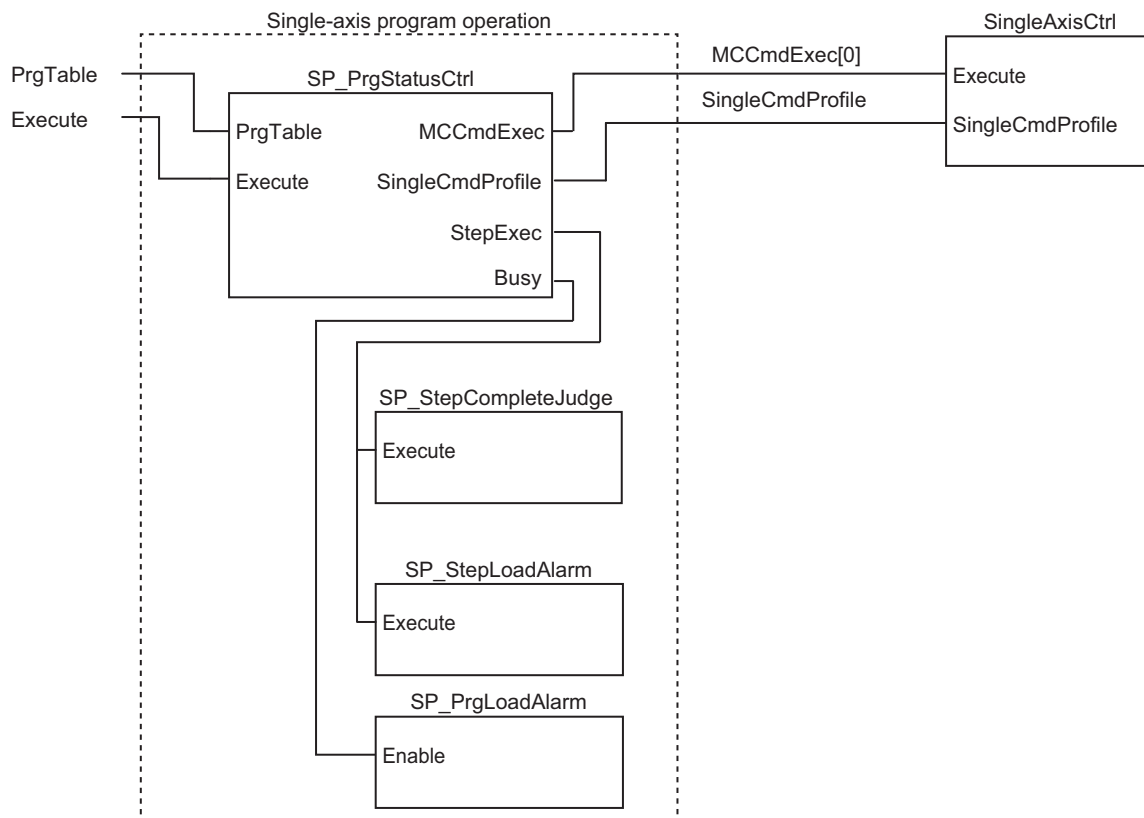 Single-axis program operation
SingleAxisCtrl
PrgTable
Execute
SP_PrgStatusCtrl
PrgTable
Execute
MCCmdExec
SingleCmdProfile
StepExec
Busy
MCCmdExec[0]
SingleCmdProfile
Execute
SingleCmdProfile
SP_StepCompleteJudge
Execute
SP_StepLoadAlarm
Execute
SP_PrgLoadAlarm
Enable